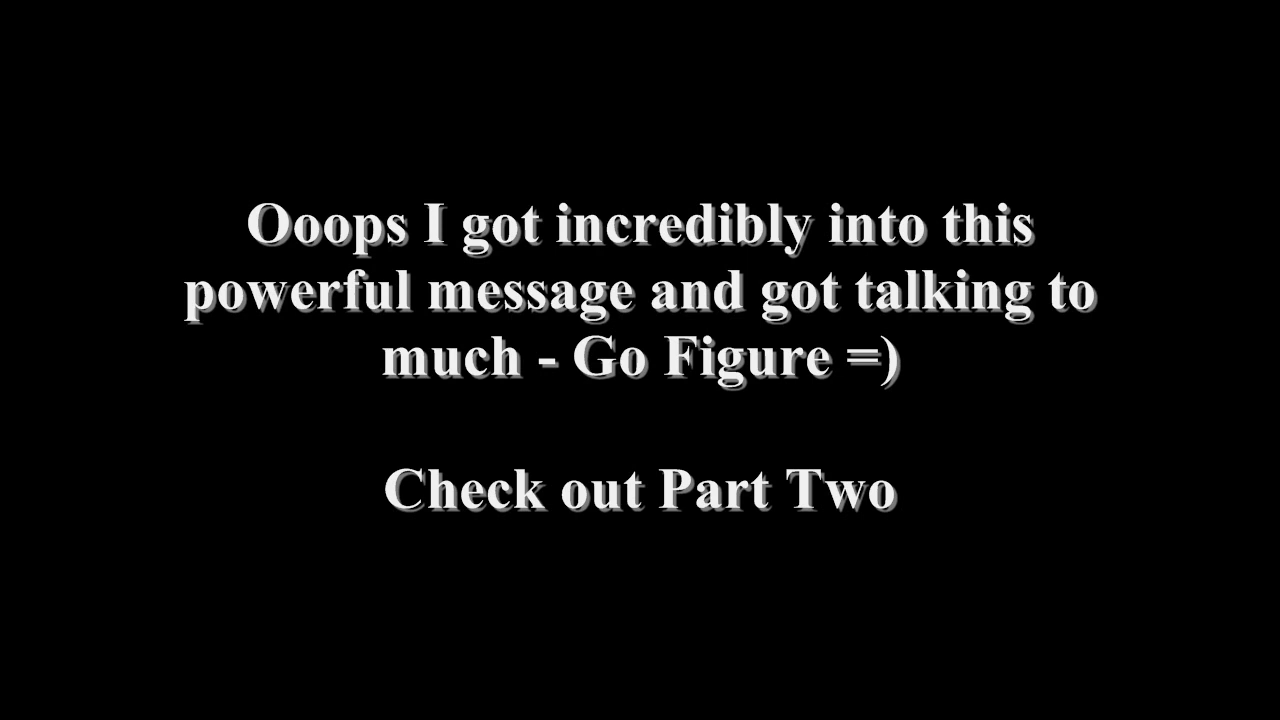 Ooops I got incredibly into this
powerful message and got talking to
much - Go Figure =)
Check out Part Two